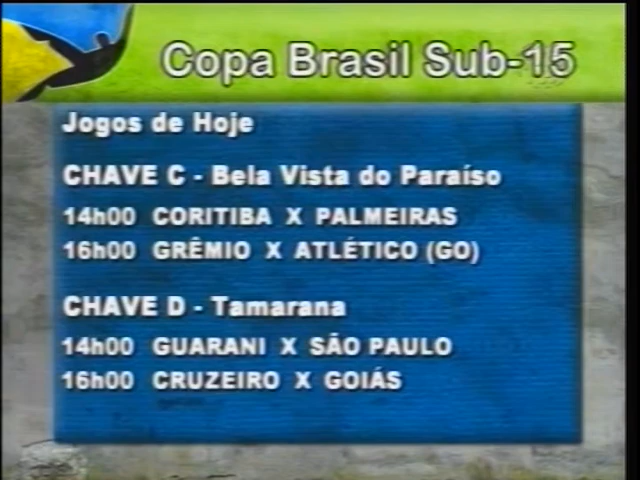 Copa Brasil Sub-15
Jogos de Hoje
CHAVE C - Bela Vista do Paraíso
14h00 CORITIBA X PALMEIRAS
16h00 GRÊMIO X ATLÉTICO (GO)
CHAVE D - Tamarana
14h00 GUARANI X SÃO PAULO
16h00 CRUZEIRO X GOIÁS